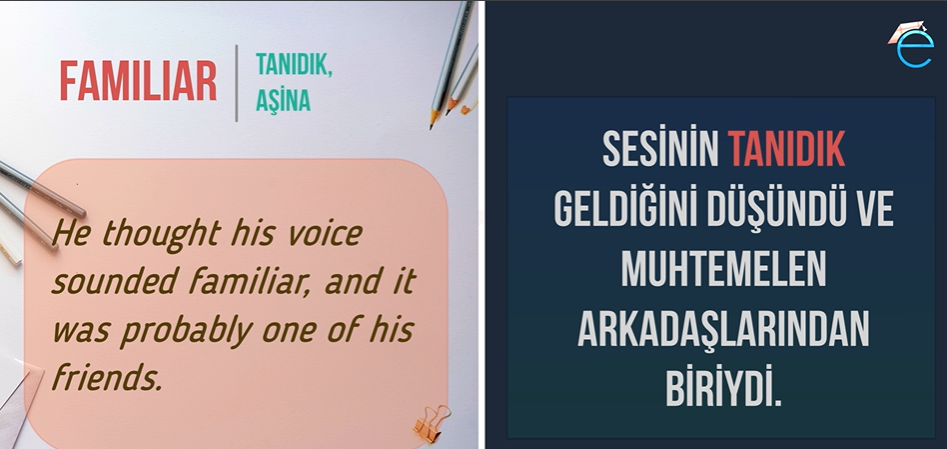 FAMILIAR
TANIDIK,
AŞİNA
He thought his voice
sounded familiar, and it
was probably one of his
friends.
e
SESİNİN TANIDIK
GELDİĞİNİ DÜŞÜNDÜ VE
MUHTEMELEN
ARKADAŞLARINDAN
BİRİYDİ.